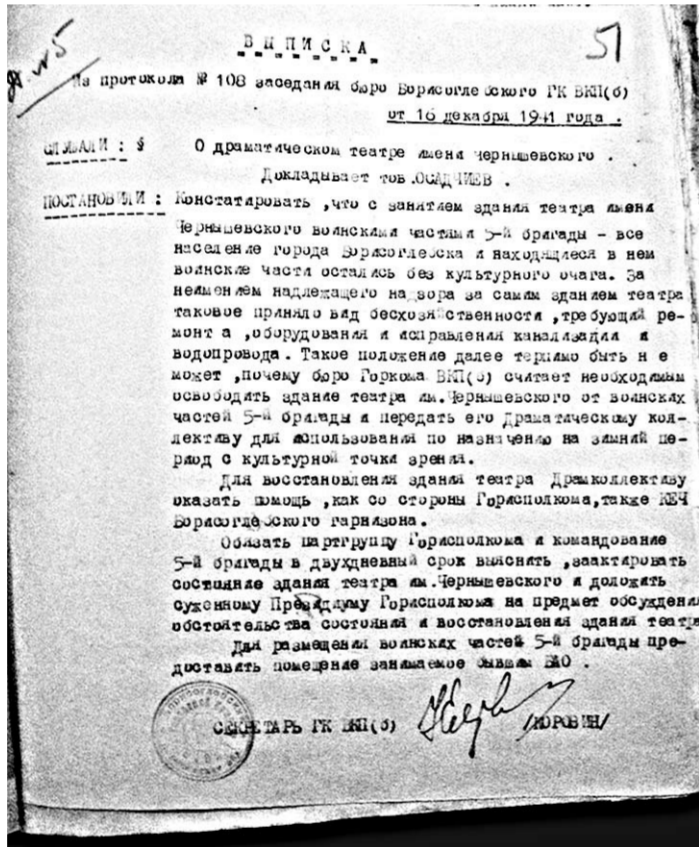 51
ВЫПИСКА
Из протокола № 108 заседания бюро Борисоглебского ГК ВКП(б)
от 16 декабря 1941 года .
СЛУШАЛИ : § О драматическом театре имени Чернышевского .
Докладывает тов.ОСАДЧИЕВ .
ПОСТАНОВИЛИ : Констатировать ,что с занятием здания театра имени
Чернышевского воинскими частями 5-й бригады - все
население города Борисоглебска и находящиеся в нем
воинские части остались без культурного очага. За
неимением надлежащего надзора за самим зданием театра
таковое приняло вид бесхозяйственности ,требующий ре-
монт а ,оборудования и исправления канализации и
водопровода. Такое положение далее терпимо быть н е
может ,почему бюро Горкома ВКП(б) считает необходимым
освободить здание театра им.Чернышевского от воинских
частей 5-й бригады и передать его Драматическому кол-
лективу для использования по назначению на зимний пе-
риод с культурной точки зрения.
Для восстановления здания театра Драмколлективу
оказать помощь ,как со стороны Горисполкома,также КЕЧ
Борисоглебского гарнизона.
Обязать партгруппу Горисполкома и командование
5-й бригады в двухдневный срок выяснить ,заактировать
состояние здания театра им.Чернышевского и доложить
суженному Президиуму Горисполкома на предмет обсуждения
обстоятельства состояния и восстановления здания театра
Для размещения воинских частей 5-й бригады пре-
доставить помещение занимаемое бывшим БАО .
СЕКРЕТАРЬ ГК ВКП(б) /КОРОВИН/